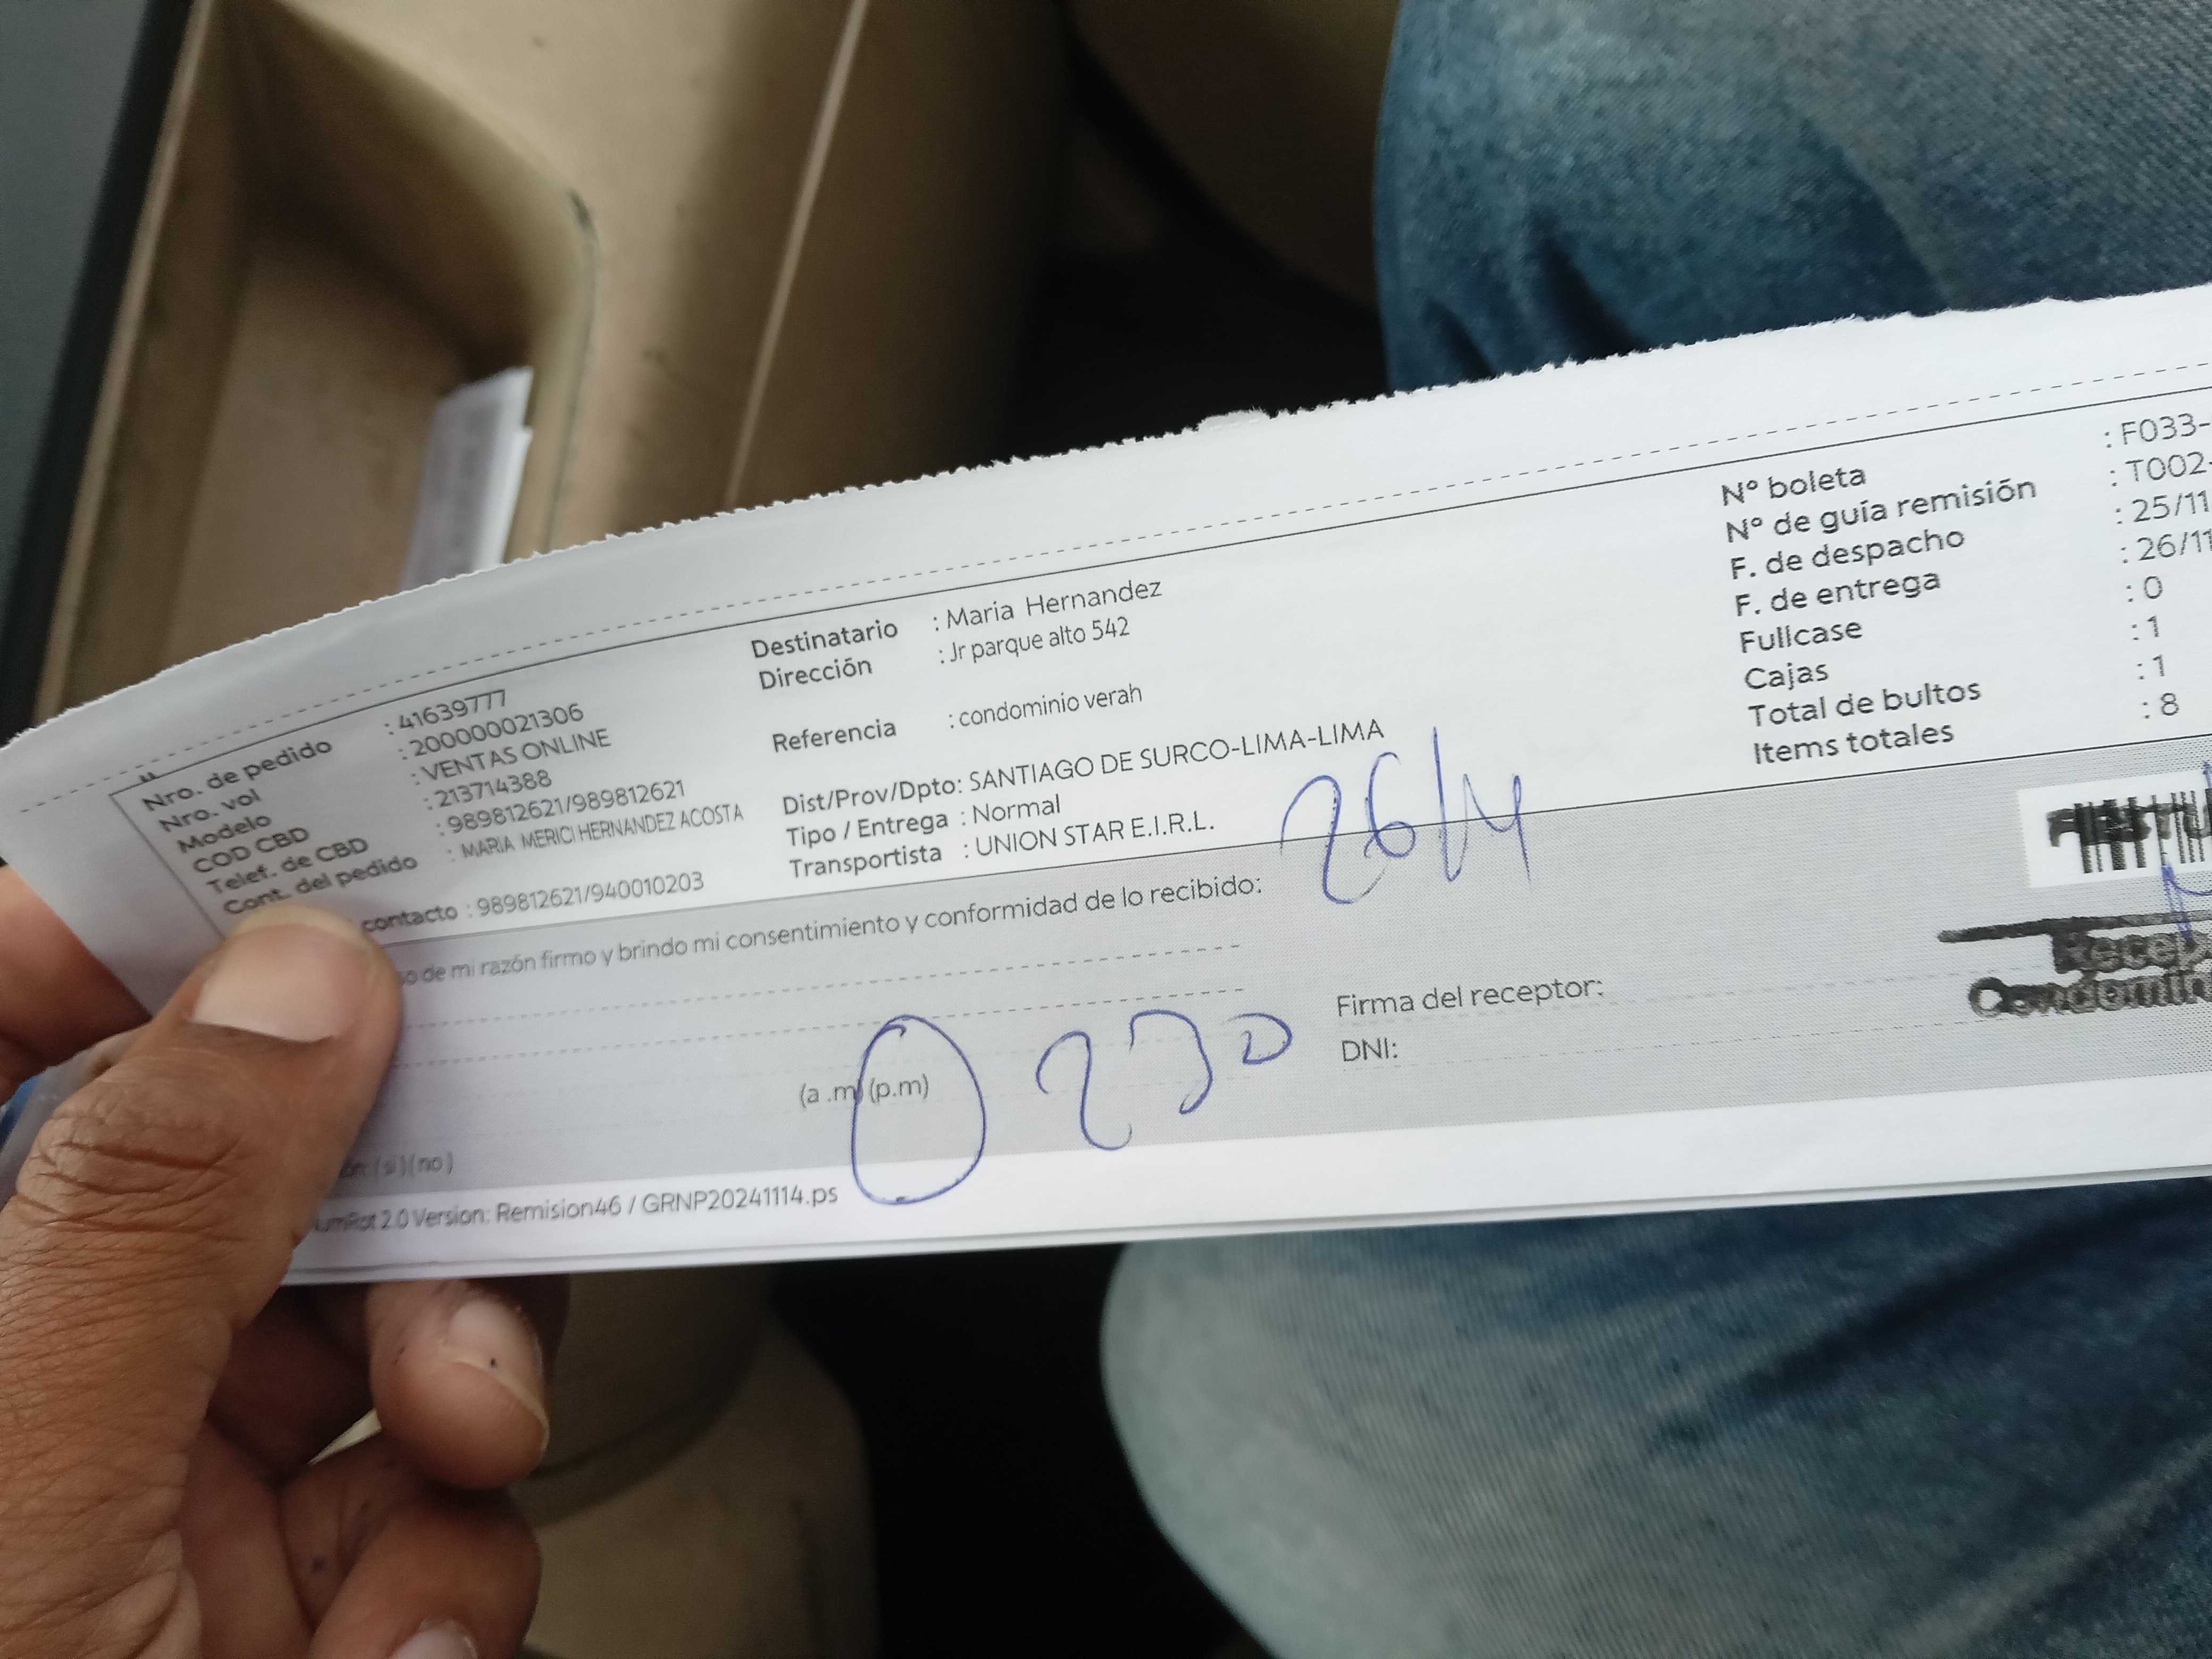 Nro. de pedido : 41639777
Nro. vol : 200000021306
Modelo : VENTAS ONLINE
COD CBD : 213714388
Telef. de CBD : 989812621/989812621
Cont. del pedido : MARIA MERICI HERNANDEZ ACOSTA
contacto : 989812621/940010203
Destinatario : Maria Hernandez
Dirección : Jr parque alto 542
Referencia : condominio verah
Dist/Prov/Dpto: SANTIAGO DE SURCO-LIMA-LIMA
Tipo / Entrega : Normal
Transportista : UNION STAR E.I.R.L.
N° boleta : F033-
N° de guía remisión : T002-
F. de despacho : 25/11
F. de entrega : 26/11
Fullcase : 0
Cajas : 1
Total de bultos : 1
Items totales : 8
de mi razón firmo y brindo mi consentimiento y conformidad de lo recibido:
26/11
(a .m) (p.m) 230
Firma del receptor:
DNI:
Recep
Condomin
(si) (no)
2.0 Version: Remision46 / GRNP20241114.ps